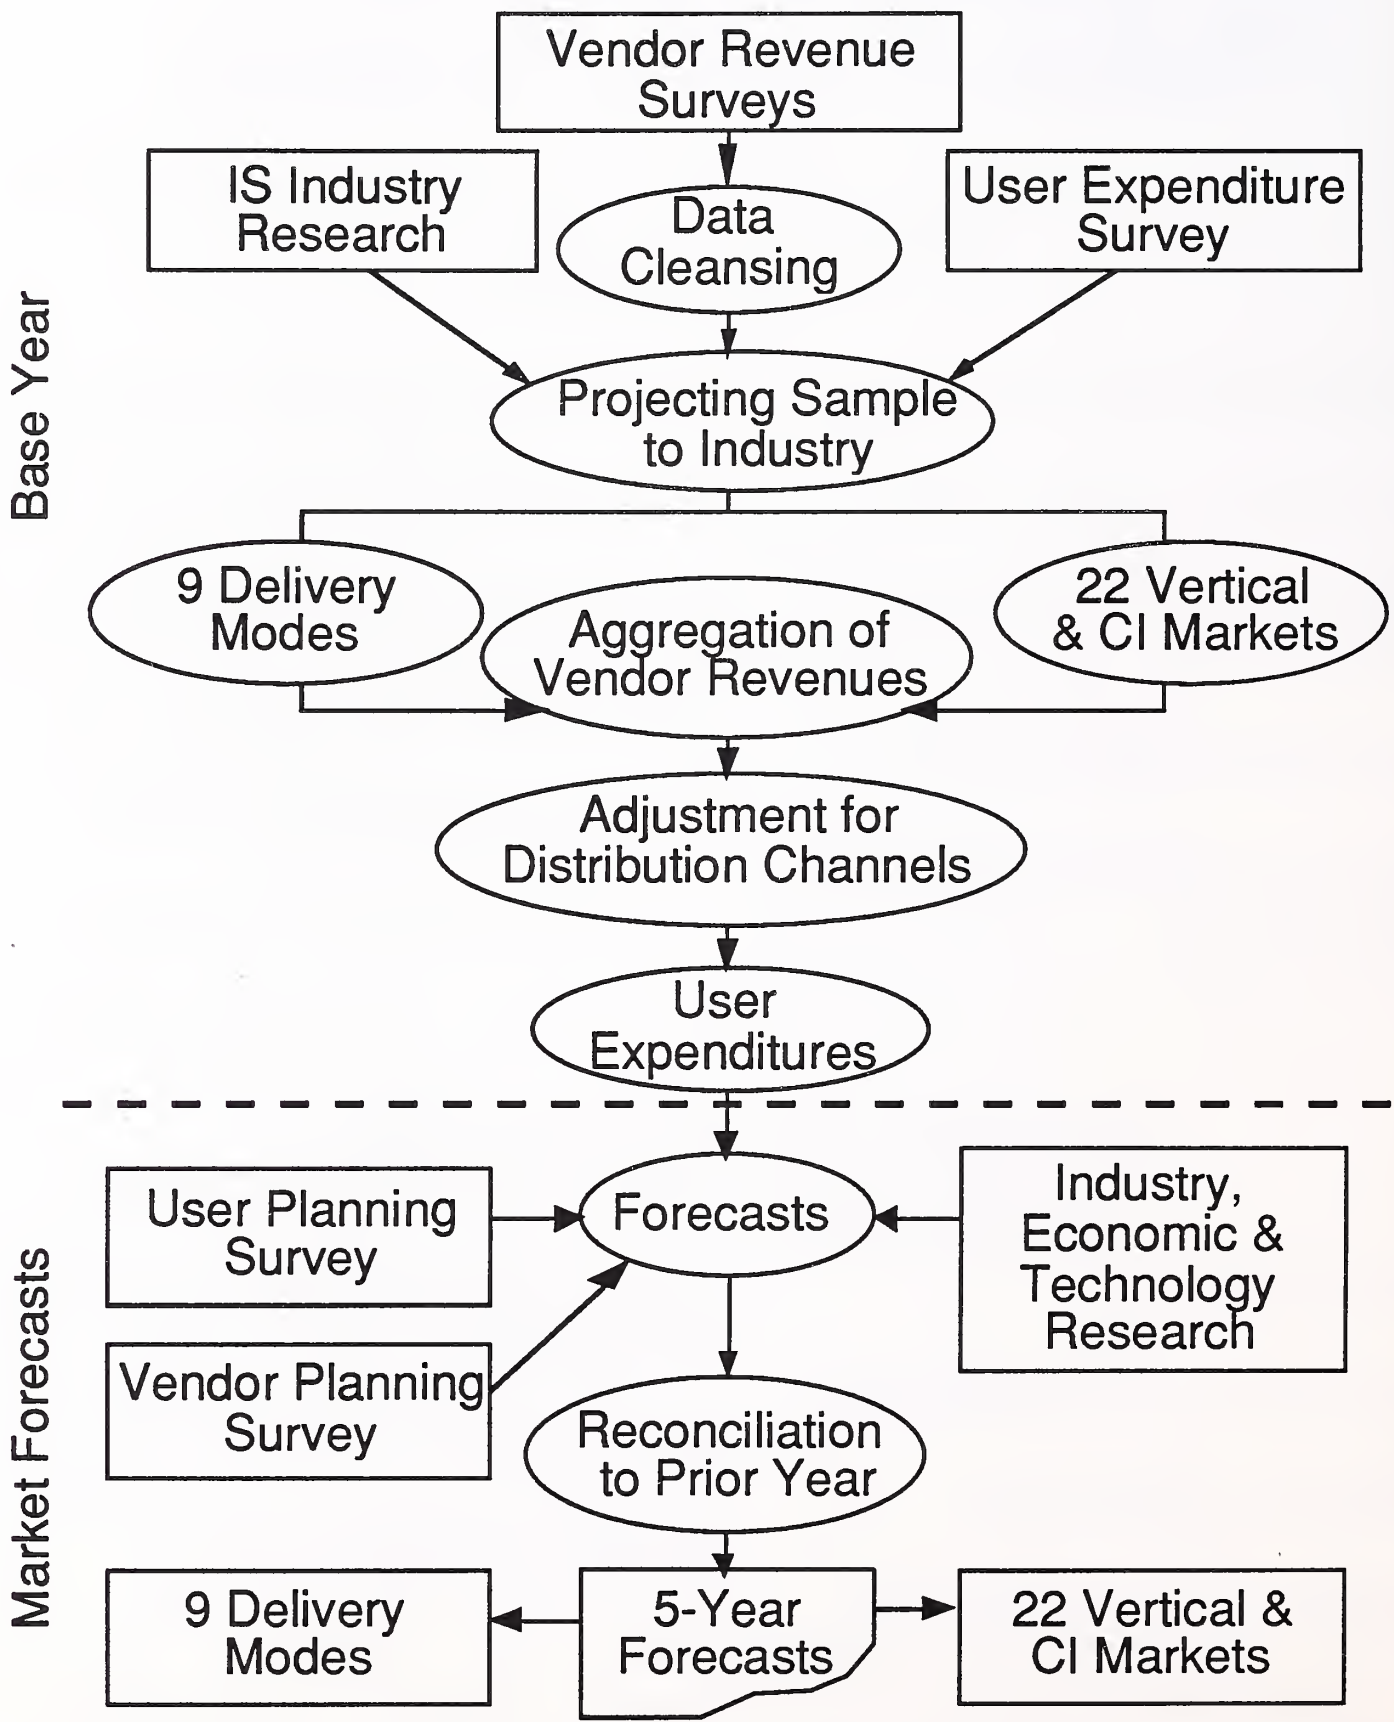 Vendor Revenue
Surveys
IS Industry
Research
Data
Cleansing
User Expenditure
Survey
Base Year
Projecting Sample
to Industry
9 Delivery
Modes
Aggregation of
Vendor Revenues
22 Vertical
& CI Markets
Adjustment for
Distribution Channels
User
Expenditures
Market Forecasts
User Planning
Survey
Forecasts
Industry,
Economic &
Technology
Research
Vendor Planning
Survey
Reconciliation
to Prior Year
9 Delivery
Modes
5-Year
Forecasts
22 Vertical &
CI Markets